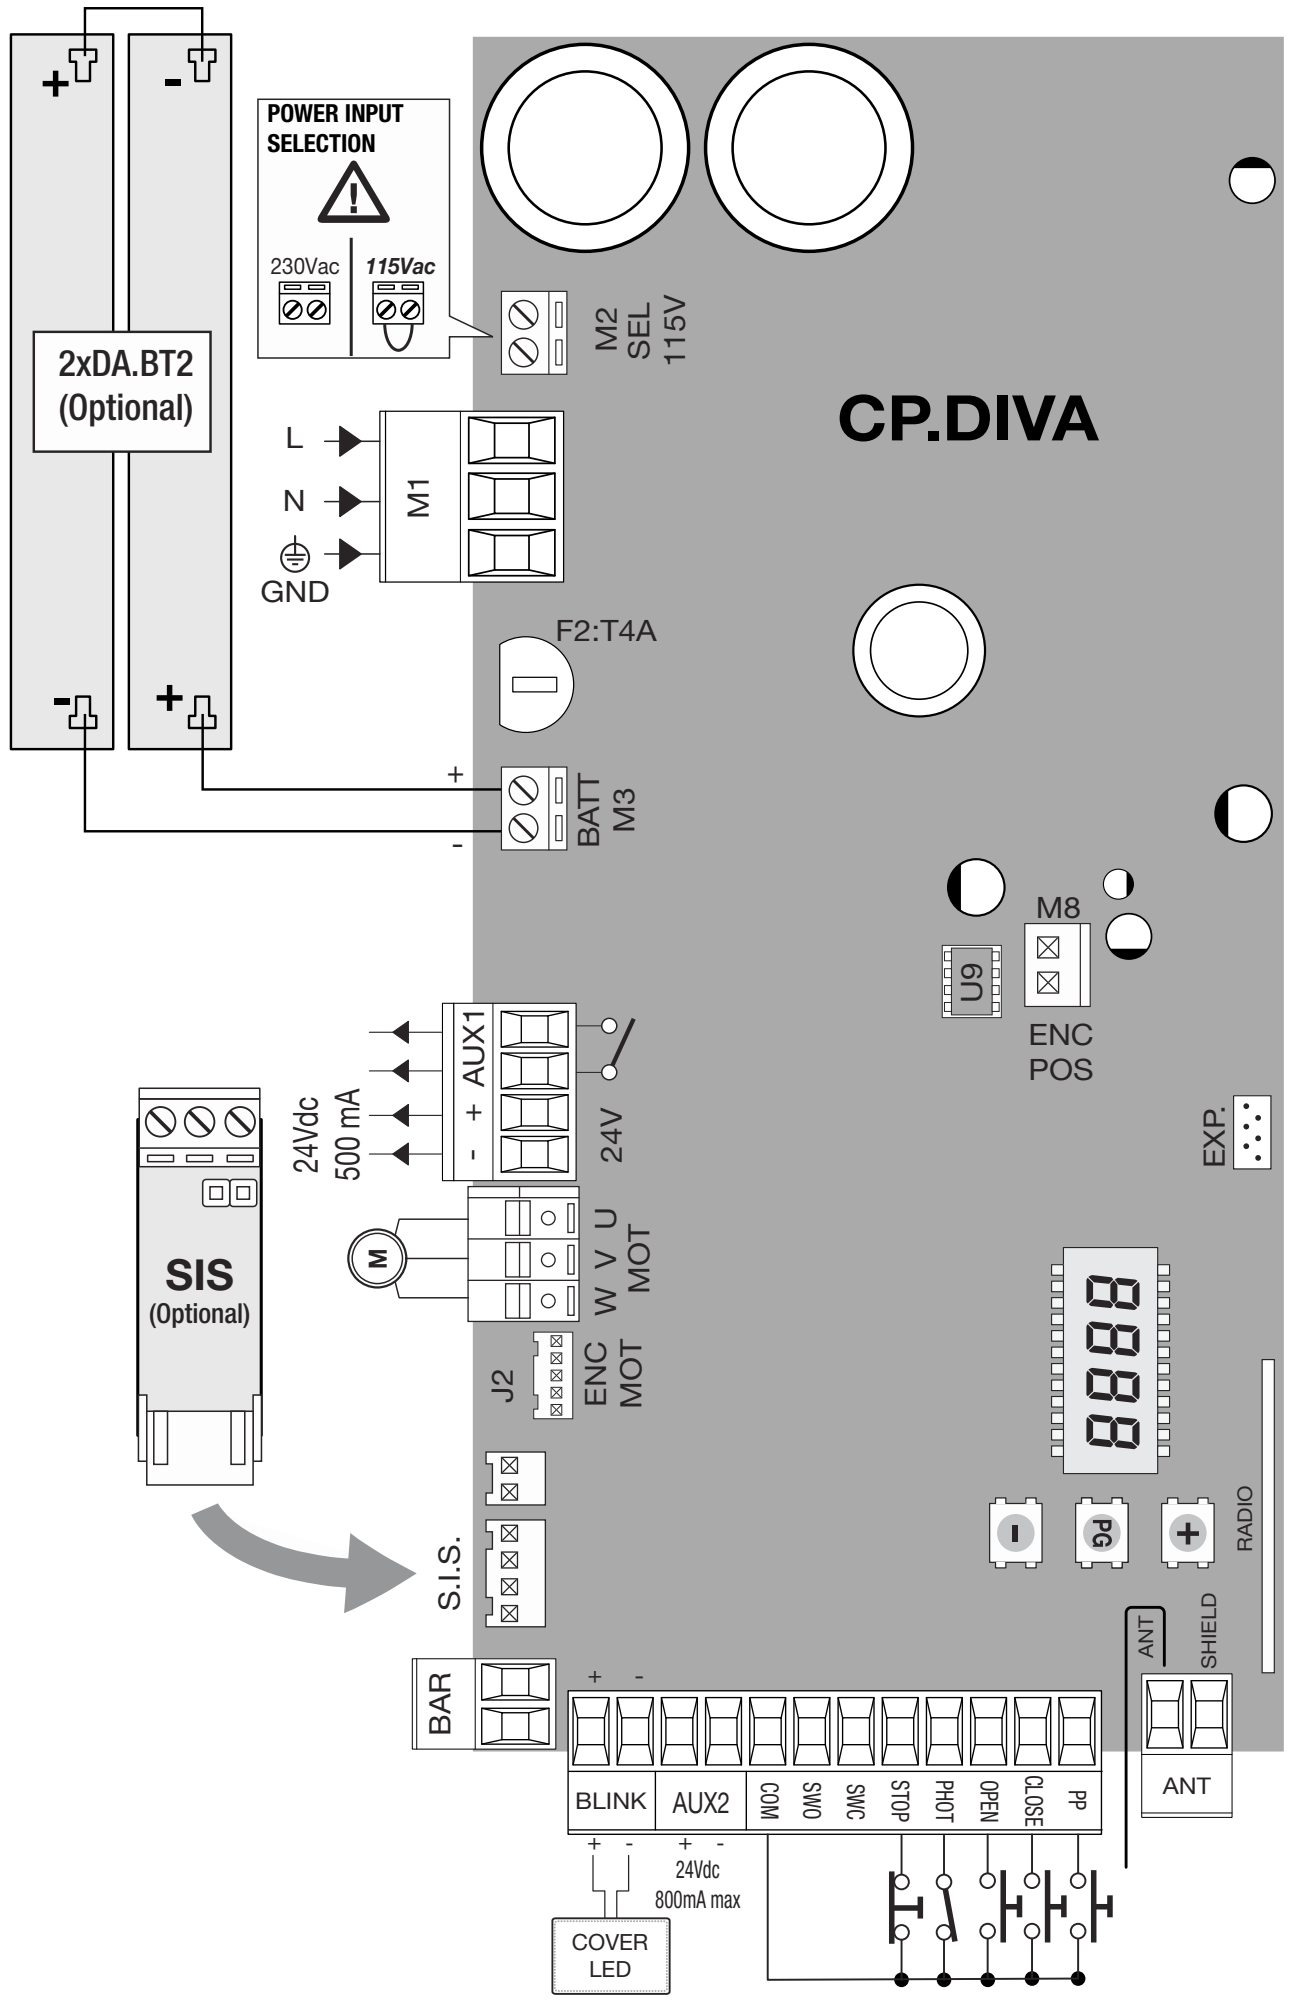 +
-
POWER INPUT
SELECTION
!
230Vac
115Vac
2xDA.BT2
(Optional)
M2
SEL
115V
CP.DIVA
L
N
GND
M1
F2:T4A
-
+
+
-
BATT
M3
M8
U9
ENC
POS
EXP.
AUX1
+
-
24V
24Vdc
500 mA
SIS
(Optional)
M
U
V
W
MOT
J2
ENC
MOT
8888
-
PG
+
RADIO
S.I.S.
BAR
ANT
SHIELD
+ -
BLINK
AUX2
COM
SWO
SWC
STOP
PHOT
OPEN
CLOSE
PP
ANT
+ -
+ -
24Vdc
800mA max
COVER
LED